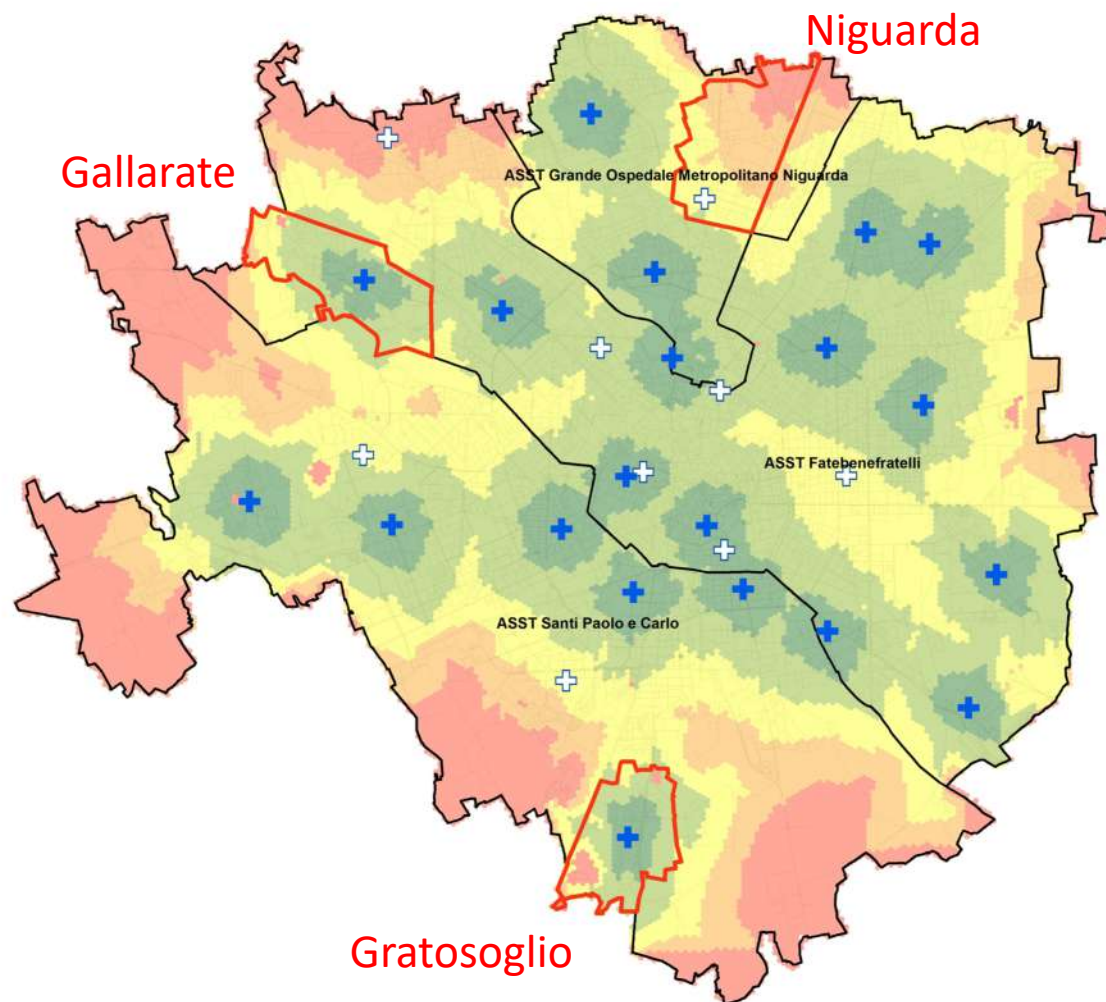 Niguarda
Gallarate
ASST Grande Ospedale Metropolitano Niguarda
ASST Fatebenefratelli
ASST Santi Paolo e Carlo
Gratosoglio